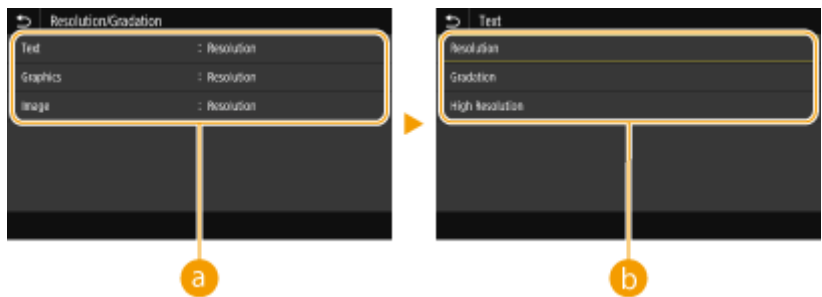 Resolution/Gradation
Text : Resolution
Graphics : Resolution
Image : Resolution
a
Text
Resolution
Gradation
High Resolution
b